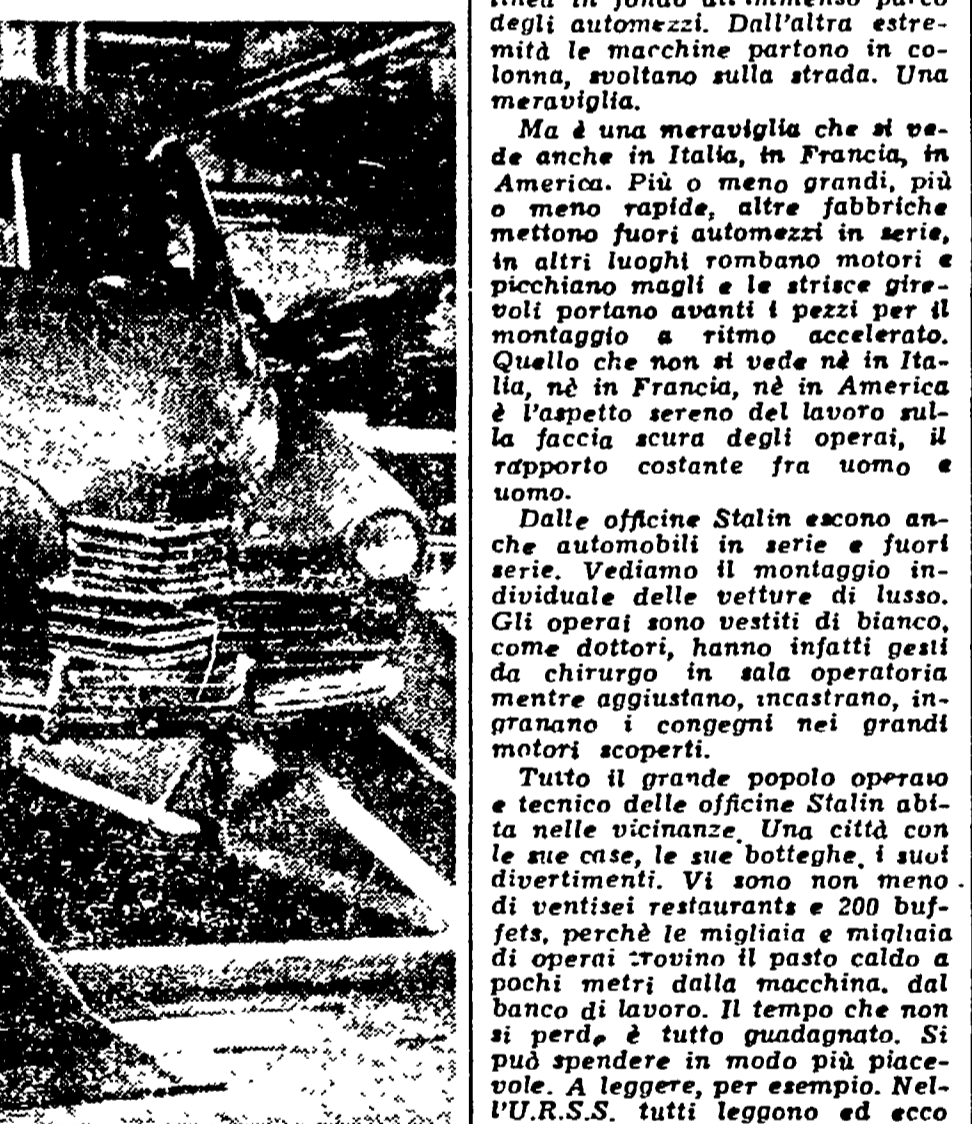 linea in fondo all'immenso parco
degli automezzi. Dall'altra estre-
mità le macchine partono in co-
lonna, svoltano sulla strada. Una
meraviglia.
Ma è una meraviglia che si ve-
de anche in Italia, in Francia, in
America. Più o meno grandi, più
o meno rapide, altre fabbriche
mettono fuori automezzi in serie,
in altri luoghi rombano motori e
picchiano magli e le strisce gire-
voli portano avanti i pezzi per il
montaggio a ritmo accelerato.
Quello che non si vede nè in Ita-
lia, nè in Francia, nè in America
è l'aspetto sereno del lavoro sul-
la faccia scura degli operai, il
rapporto costante fra uomo e
uomo.
Dalle officine Stalin escono an-
che automobili in serie e fuori
serie. Vediamo il montaggio in-
dividuale delle vetture di lusso.
Gli operai sono vestiti di bianco,
come dottori, hanno infatti gesti
da chirurgo in sala operatoria
mentre aggiustano, incastrano, in-
granano i congegni nei grandi
motori scoperti.
Tutto il grande popolo operaio
e tecnico delle officine Stalin abi-
ta nelle vicinanze. Una città con
le sue case, le sue botteghe, i suoi
divertimenti. Vi sono non meno
di ventisei restaurants e 200 buf-
fets, perchè le migliaia e migliaia
di operai trovino il pasto caldo a
pochi metri dalla macchina, dal
banco di lavoro. Il tempo che non
si perde è tutto guadagnato. Si
può spendere in modo più piace-
vole. A leggere, per esempio. Nel-
l'U.R.S.S. tutti leggono ed ecco